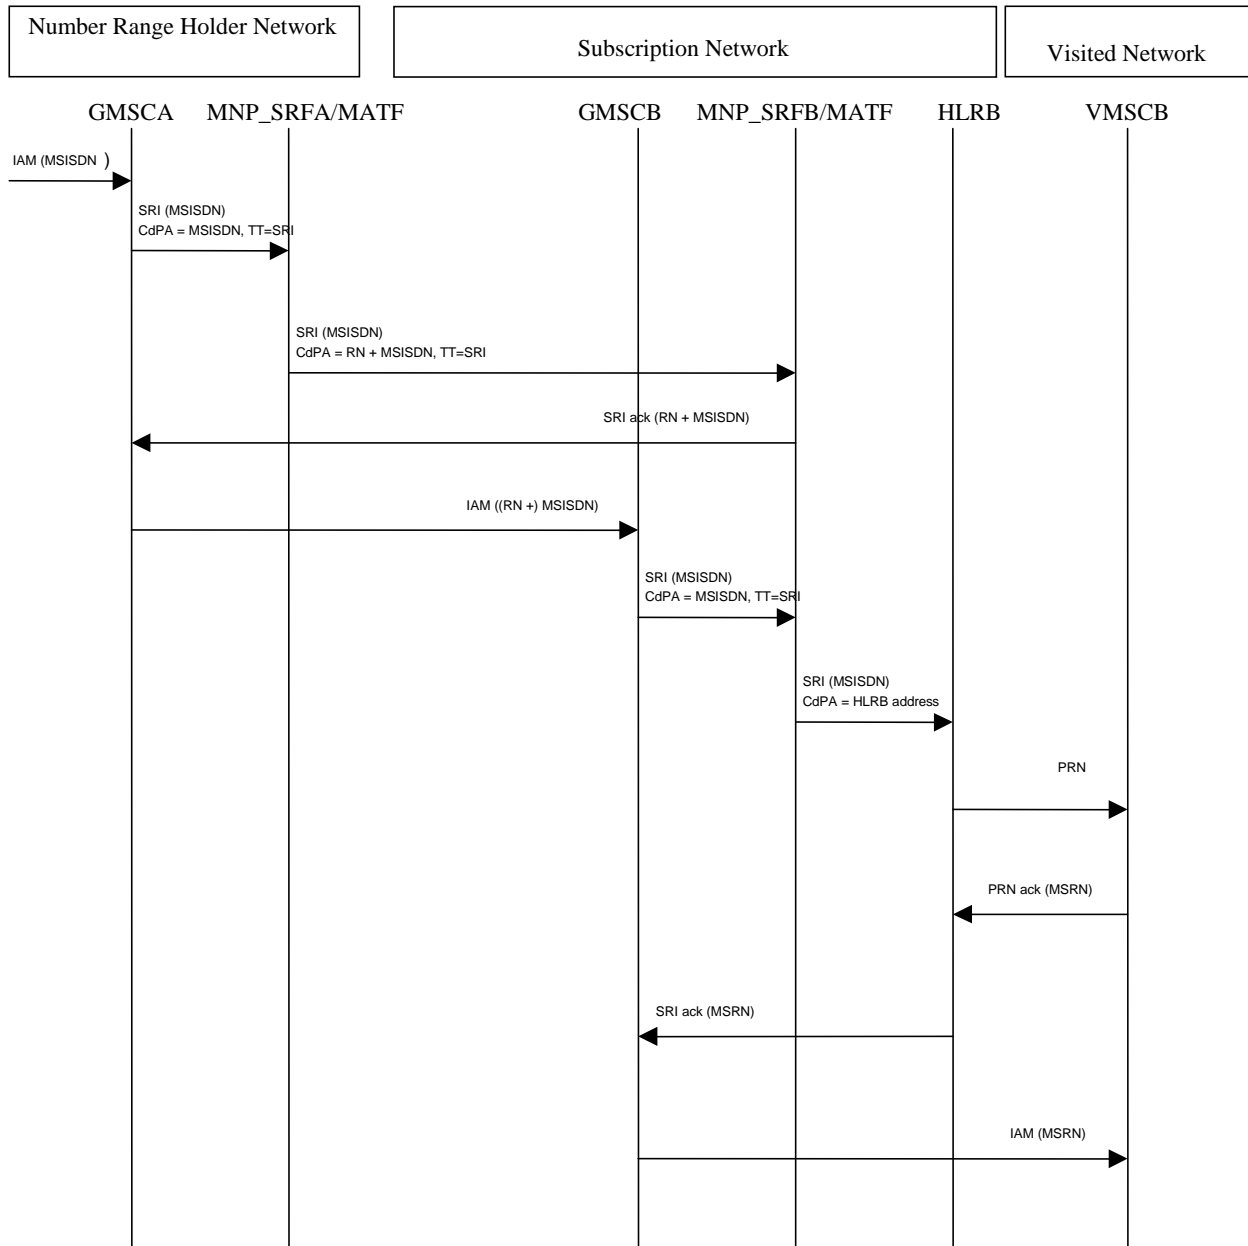 Number Range Holder Network
Subscription Network
Visited Network
GMSCA
MNP_SRFA/MATF
GMSCB
MNP_SRFB/MATF
HLRB
VMSCB
IAM (MSISDN )
SRI (MSISDN)
CdPA = MSISDN, TT=SRI
SRI (MSISDN)
CdPA = RN + MSISDN, TT=SRI
SRI ack (RN + MSISDN)
IAM ((RN +) MSISDN)
SRI (MSISDN)
CdPA = MSISDN, TT=SRI
SRI (MSISDN)
CdPA = HLRB address
PRN
PRN ack (MSRN)
SRI ack (MSRN)
IAM (MSRN)